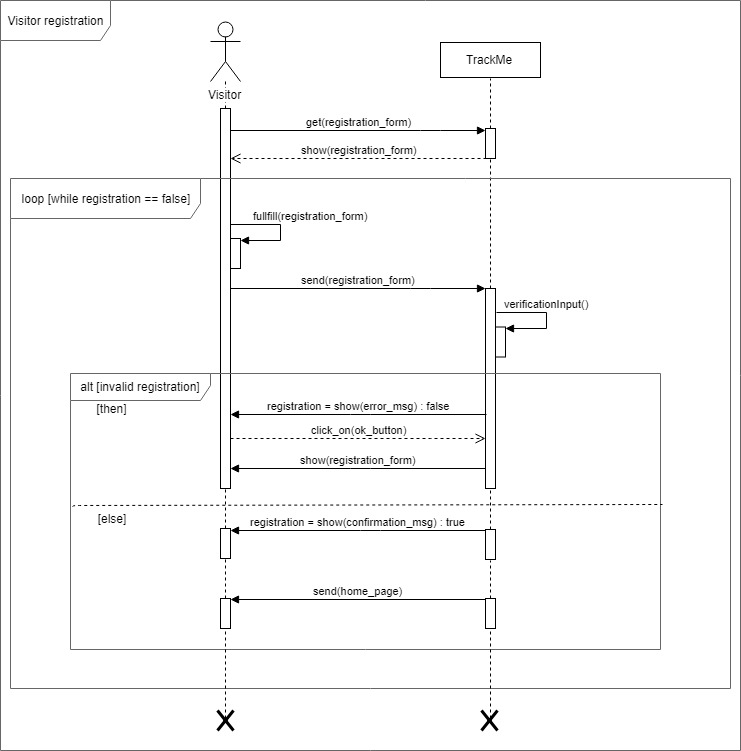 Visitor registration
TrackMe
Visitor
get(registration_form)
show(registration_form)
loop [while registration == false]
fullfill(registration_form)
send(registration_form)
verificationInput()
alt [invalid registration]
[then]
registration = show(error_msg) : false
click_on(ok_button)
show(registration_form)
[else]
registration = show(confirmation_msg) : true
send(home_page)